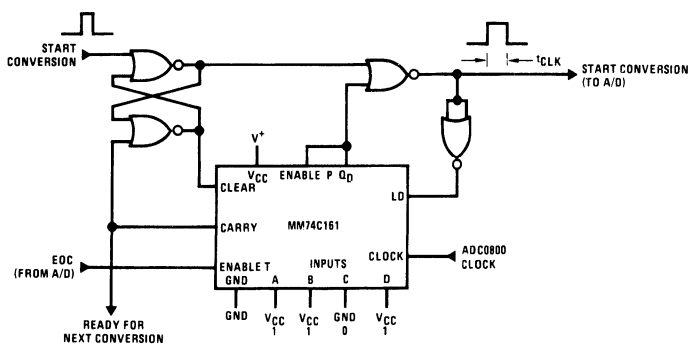 START
CONVERSION
tCLK
START CONVERSION
(TO A/D)
V+
VCC
ENABLE P QD
CLEAR
LD
CARRY
MM74C161
EOC
(FROM A/D)
ENABLE T
INPUTS
CLOCK
ADC0800
CLOCK
GND A B C D
GND VCC VCC GND VCC
1 1 0 1
READY FOR
NEXT CONVERSION